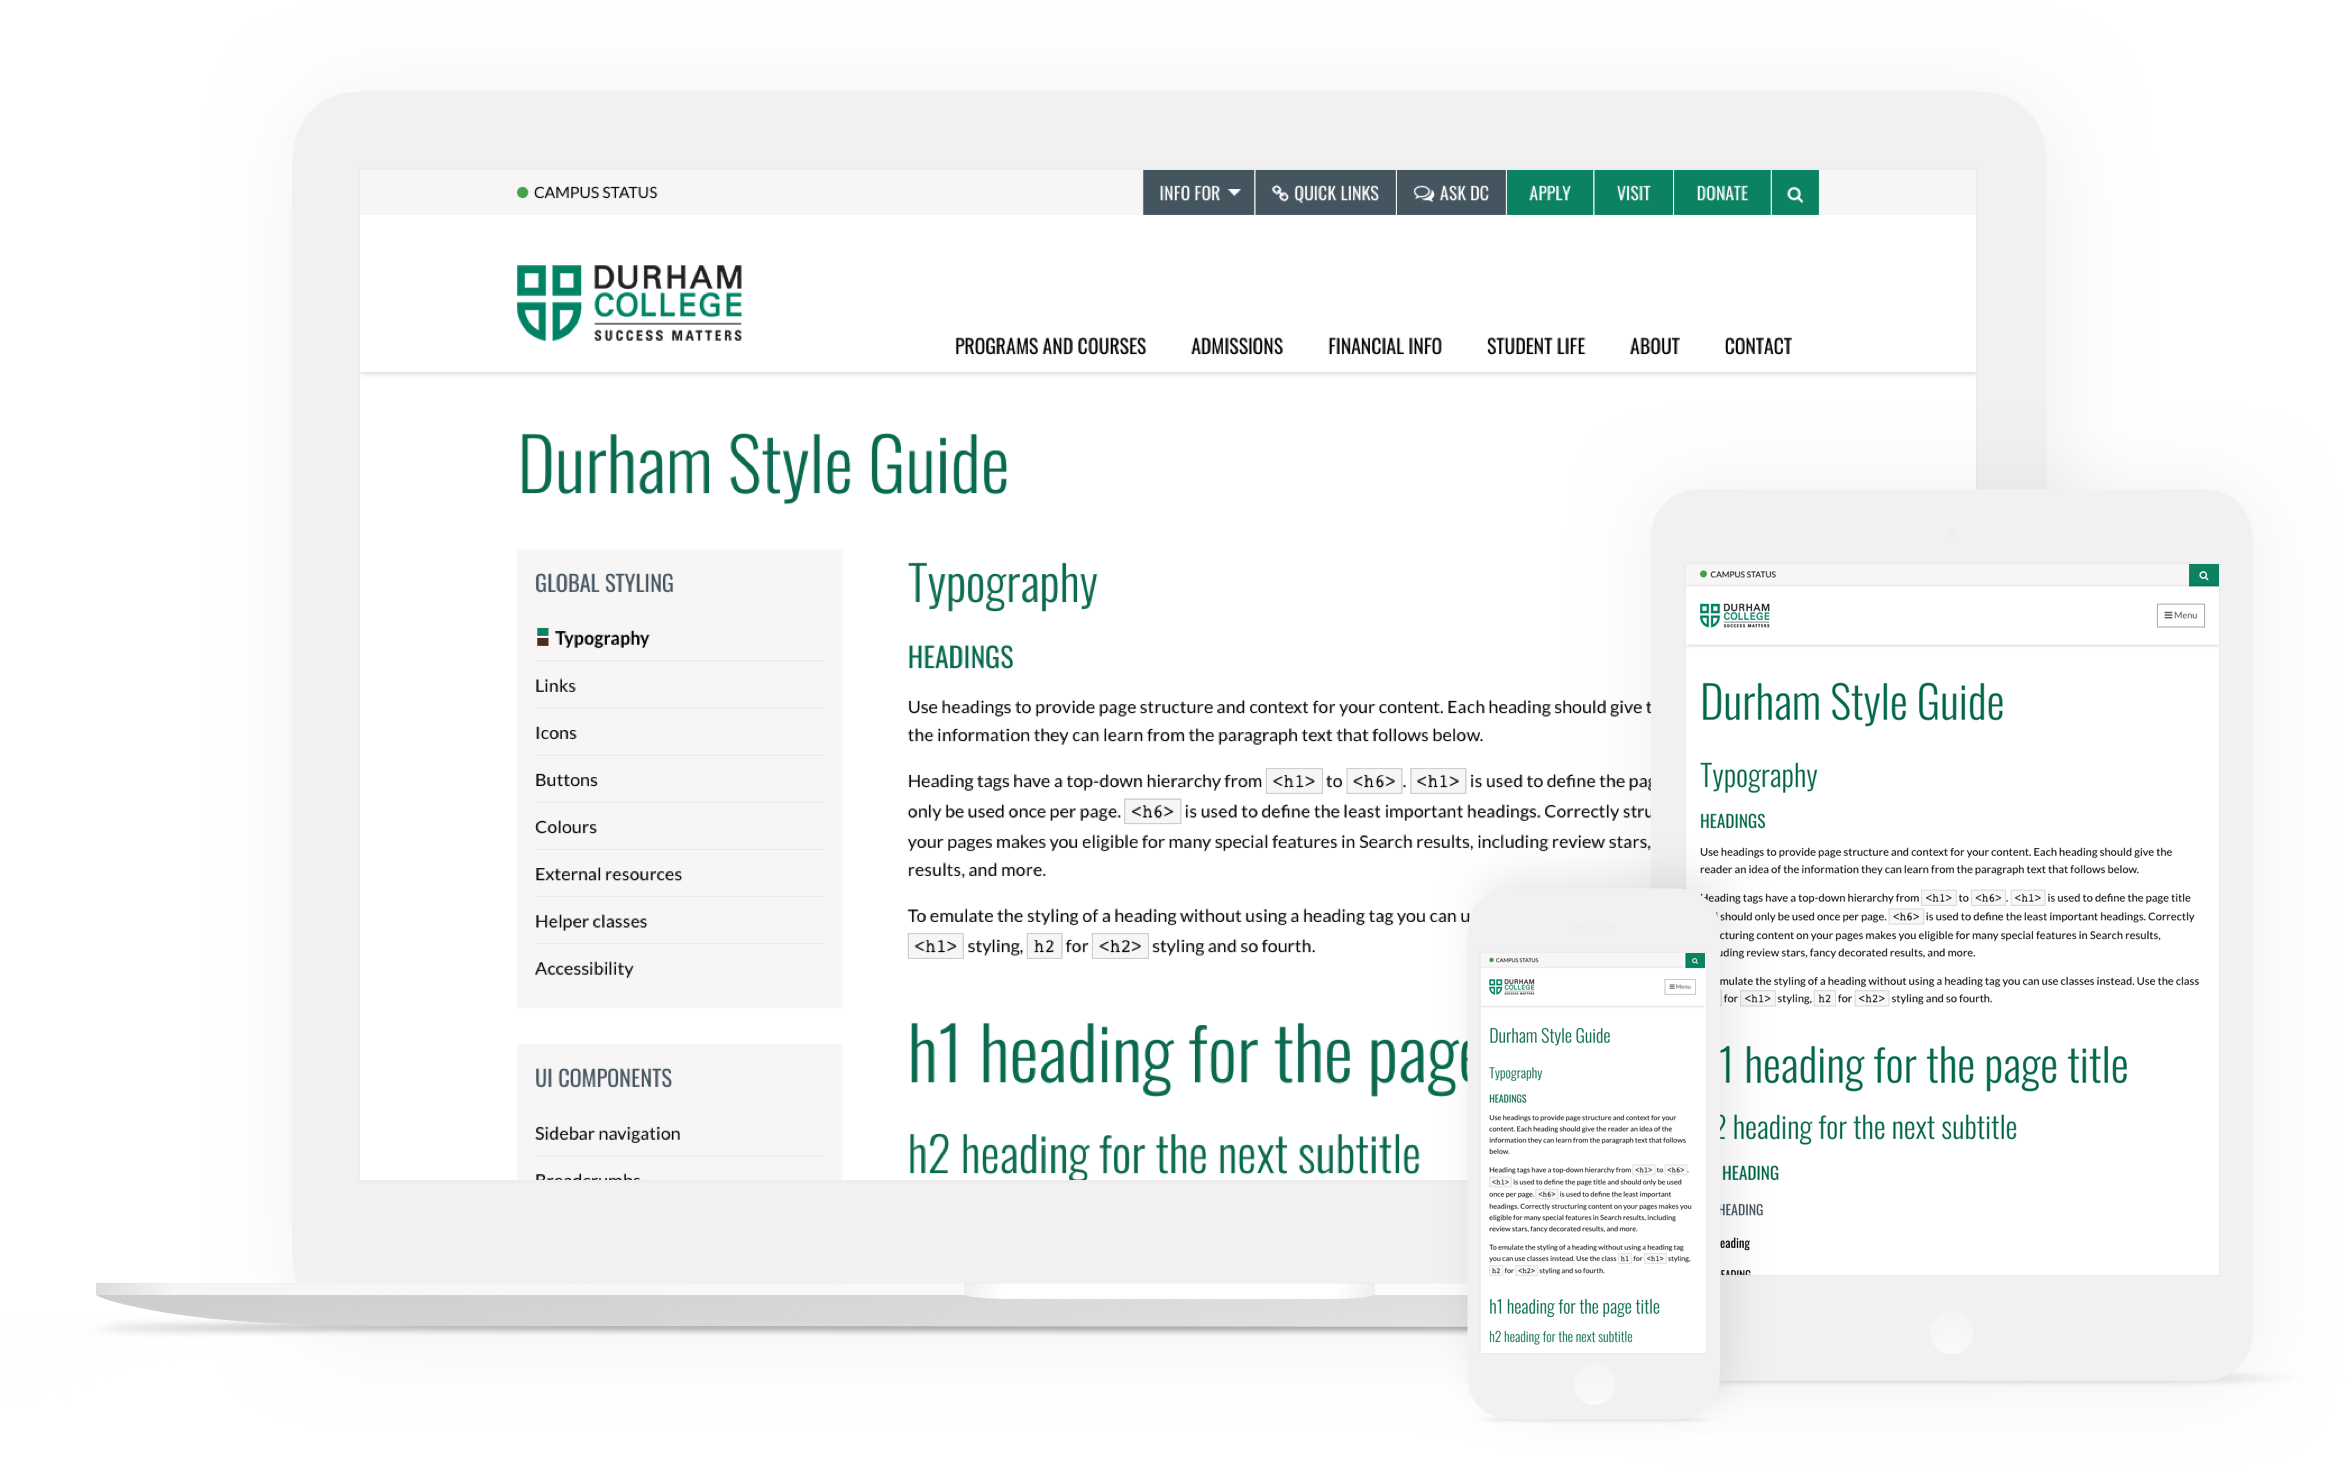 CAMPUS STATUS
INFO FOR
QUICK LINKS
ASK DC
APPLY
VISIT
DONATE
DURHAM
COLLEGE
SUCCESS MATTERS
PROGRAMS AND COURSES
ADMISSIONS
FINANCIAL INFO
STUDENT LIFE
ABOUT
CONTACT
Durham Style Guide
GLOBAL STYLING
Typography
Links
Icons
Buttons
Colours
External resources
Helper classes
Accessibility
UI COMPONENTS
Sidebar navigation
Breadcrumbs
Typography
HEADINGS
Use headings to provide page structure and context for your content. Each heading should give
the information they can learn from the paragraph text that follows below.
Heading tags have a top-down hierarchy from <h1> to <h6>. <h1> is used to define the
only be used once per page. <h6> is used to define the least important headings. Correctly
your pages makes you eligible for many special features in Search results, including review stars,
results, and more.
To emulate the styling of a heading without using a heading tag you can
<h1> styling, h2 for <h2> styling and so fourth.
h1 heading for the page
h2 heading for the next subtitle
CAMPUS STATUS
DURHAM
COLLEGE
SUCCESS MATTERS
Menu
Durham Style Guide
Typography
HEADINGS
Use headings to provide page structure and context for your content. Each heading should give the
reader an idea of the information they can learn from the paragraph text that follows below.
Heading tags have a top-down hierarchy from <h1> to <h6>. <h1> is used to define the page title
should only be used once per page. <h6> is used to define the least important headings. Correctly
cturing content on your pages makes you eligible for many special features in Search results,
uding review stars, fancy decorated results, and more.
mulate the styling of a heading without using a heading tag you can use classes instead. Use the class
for <h1> styling, h2 for <h2> styling and so fourth.
1 heading for the page title
2 heading for the next subtitle
HEADING
HEADING
eading
EADING
CAMPUS STATUS
DURHAM
COLLEGE
SUCCESS MATTERS
Menu
Durham Style Guide
Typography
HEADINGS
Use headings to provide page structure and context for your
content. Each heading should give the reader an idea of the
information they can learn from the paragraph text that follows
below.
Heading tags have a top-down hierarchy from <h1> to <h6>.
<h1> is used to define the page title and should only be used
once per page. <h6> is used to define the least important
headings. Correctly structuring content on your pages makes you
eligible for many special features in Search results, including
review stars, fancy decorated results, and more.
To emulate the styling of a heading without using a heading tag
you can use classes instead. Use the class h1 for <h1> styling,
h2 for <h2> styling and so fourth.
h1 heading for the page title
h2 heading for the next subtitle